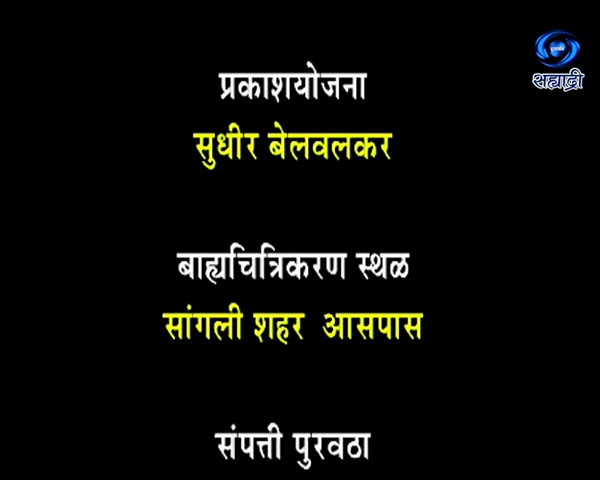 सह्याद्री
प्रकाशयोजना
सुधीर बेलवलकर
बाह्यचित्रिकरण स्थळ
सांगली शहर आसपास
संपत्ती पुरवठा